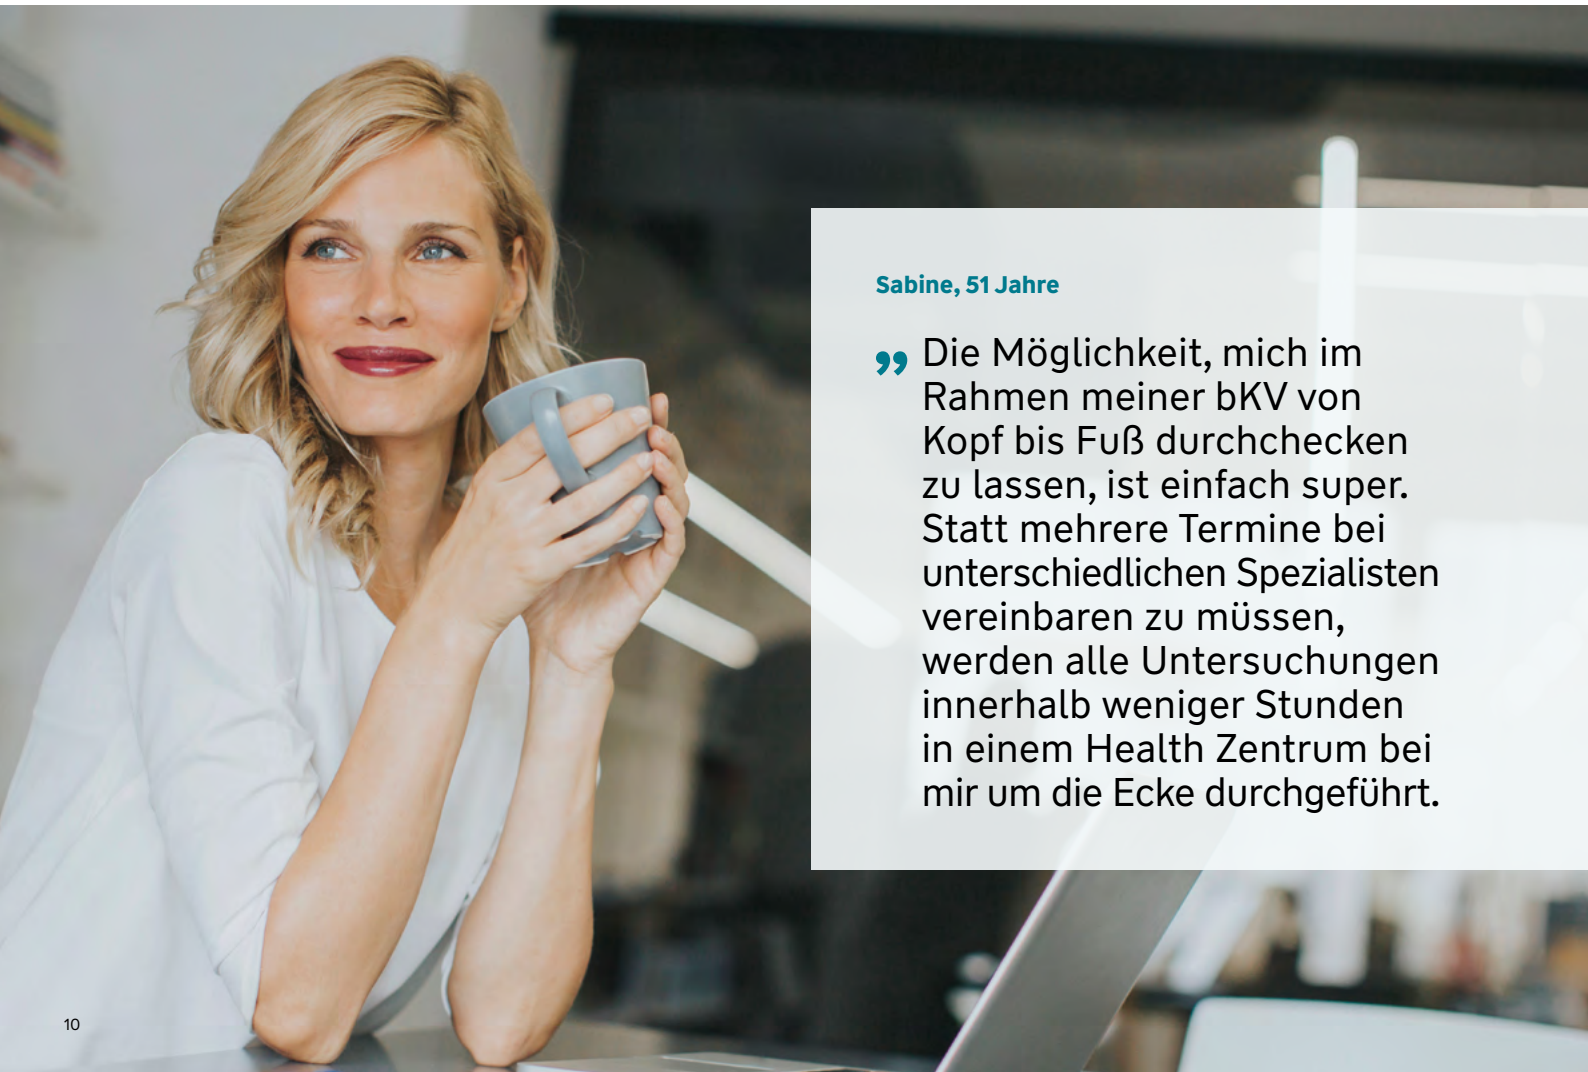 Sabine, 51 Jahre
„ Die Möglichkeit, mich im
Rahmen meiner bKV von
Kopf bis Fuß durchchecken
zu lassen, ist einfach super.
Statt mehrere Termine bei
unterschiedlichen Spezialisten
vereinbaren zu müssen,
werden alle Untersuchungen
innerhalb weniger Stunden
in einem Health Zentrum bei
mir um die Ecke durchgeführt.
10